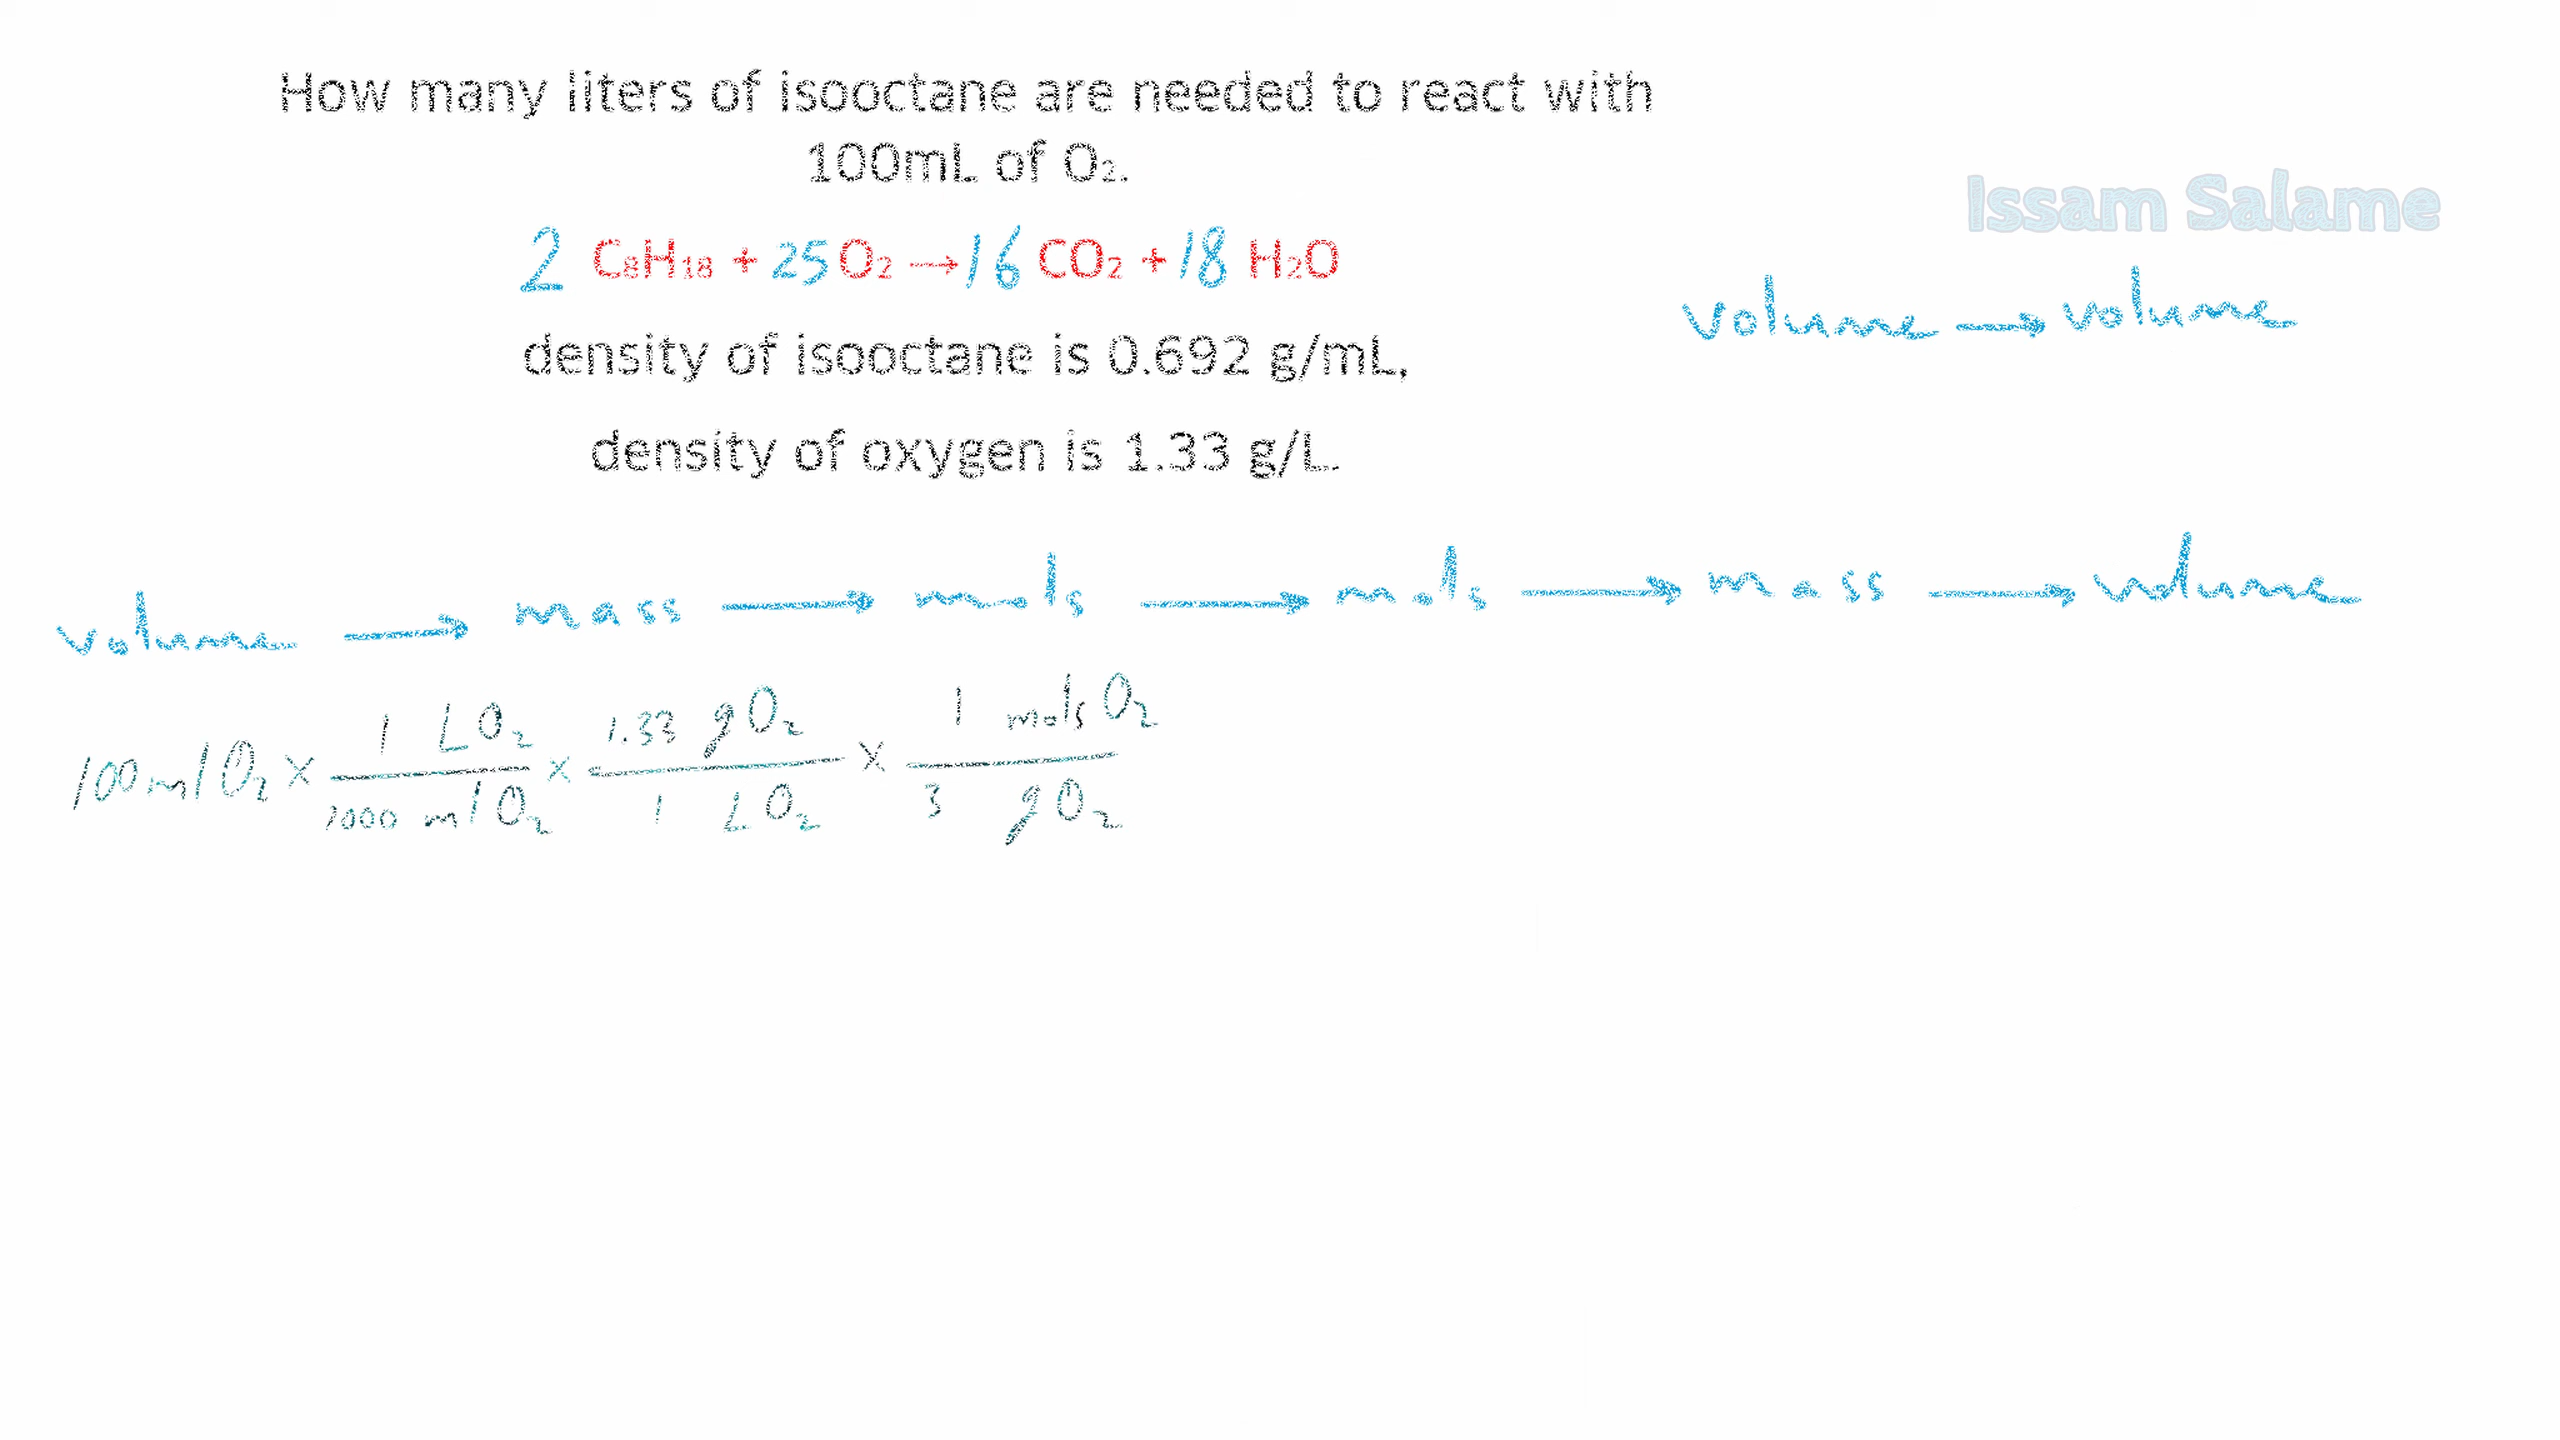 How many liters of isooctane are needed to react with
100mL of O₂.
Issam Salame
2 C₈H₁₈ + 25 O₂ → 16 CO₂ + 18 H₂O
volume → volume
density of isooctane is 0.692 g/mL,
density of oxygen is 1.33 g/L.
volume → mass → mols → mols → mass → volume
1 L O₂ 1.33 g O₂ 1 mols O₂
100 ml O₂ × × ×
1000 ml O₂ 1 L O₂ 3 g O₂